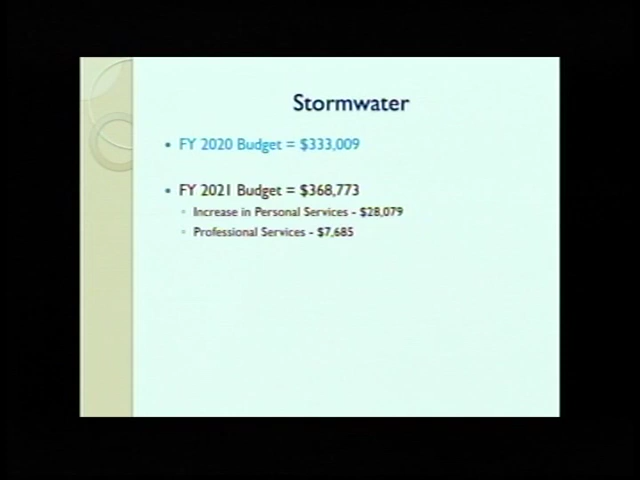 Stormwater
• FY 2020 Budget = $333,009
• FY 2021 Budget = $368,773
◦ Increase in Personal Services - $28,079
◦ Professional Services - $7,685